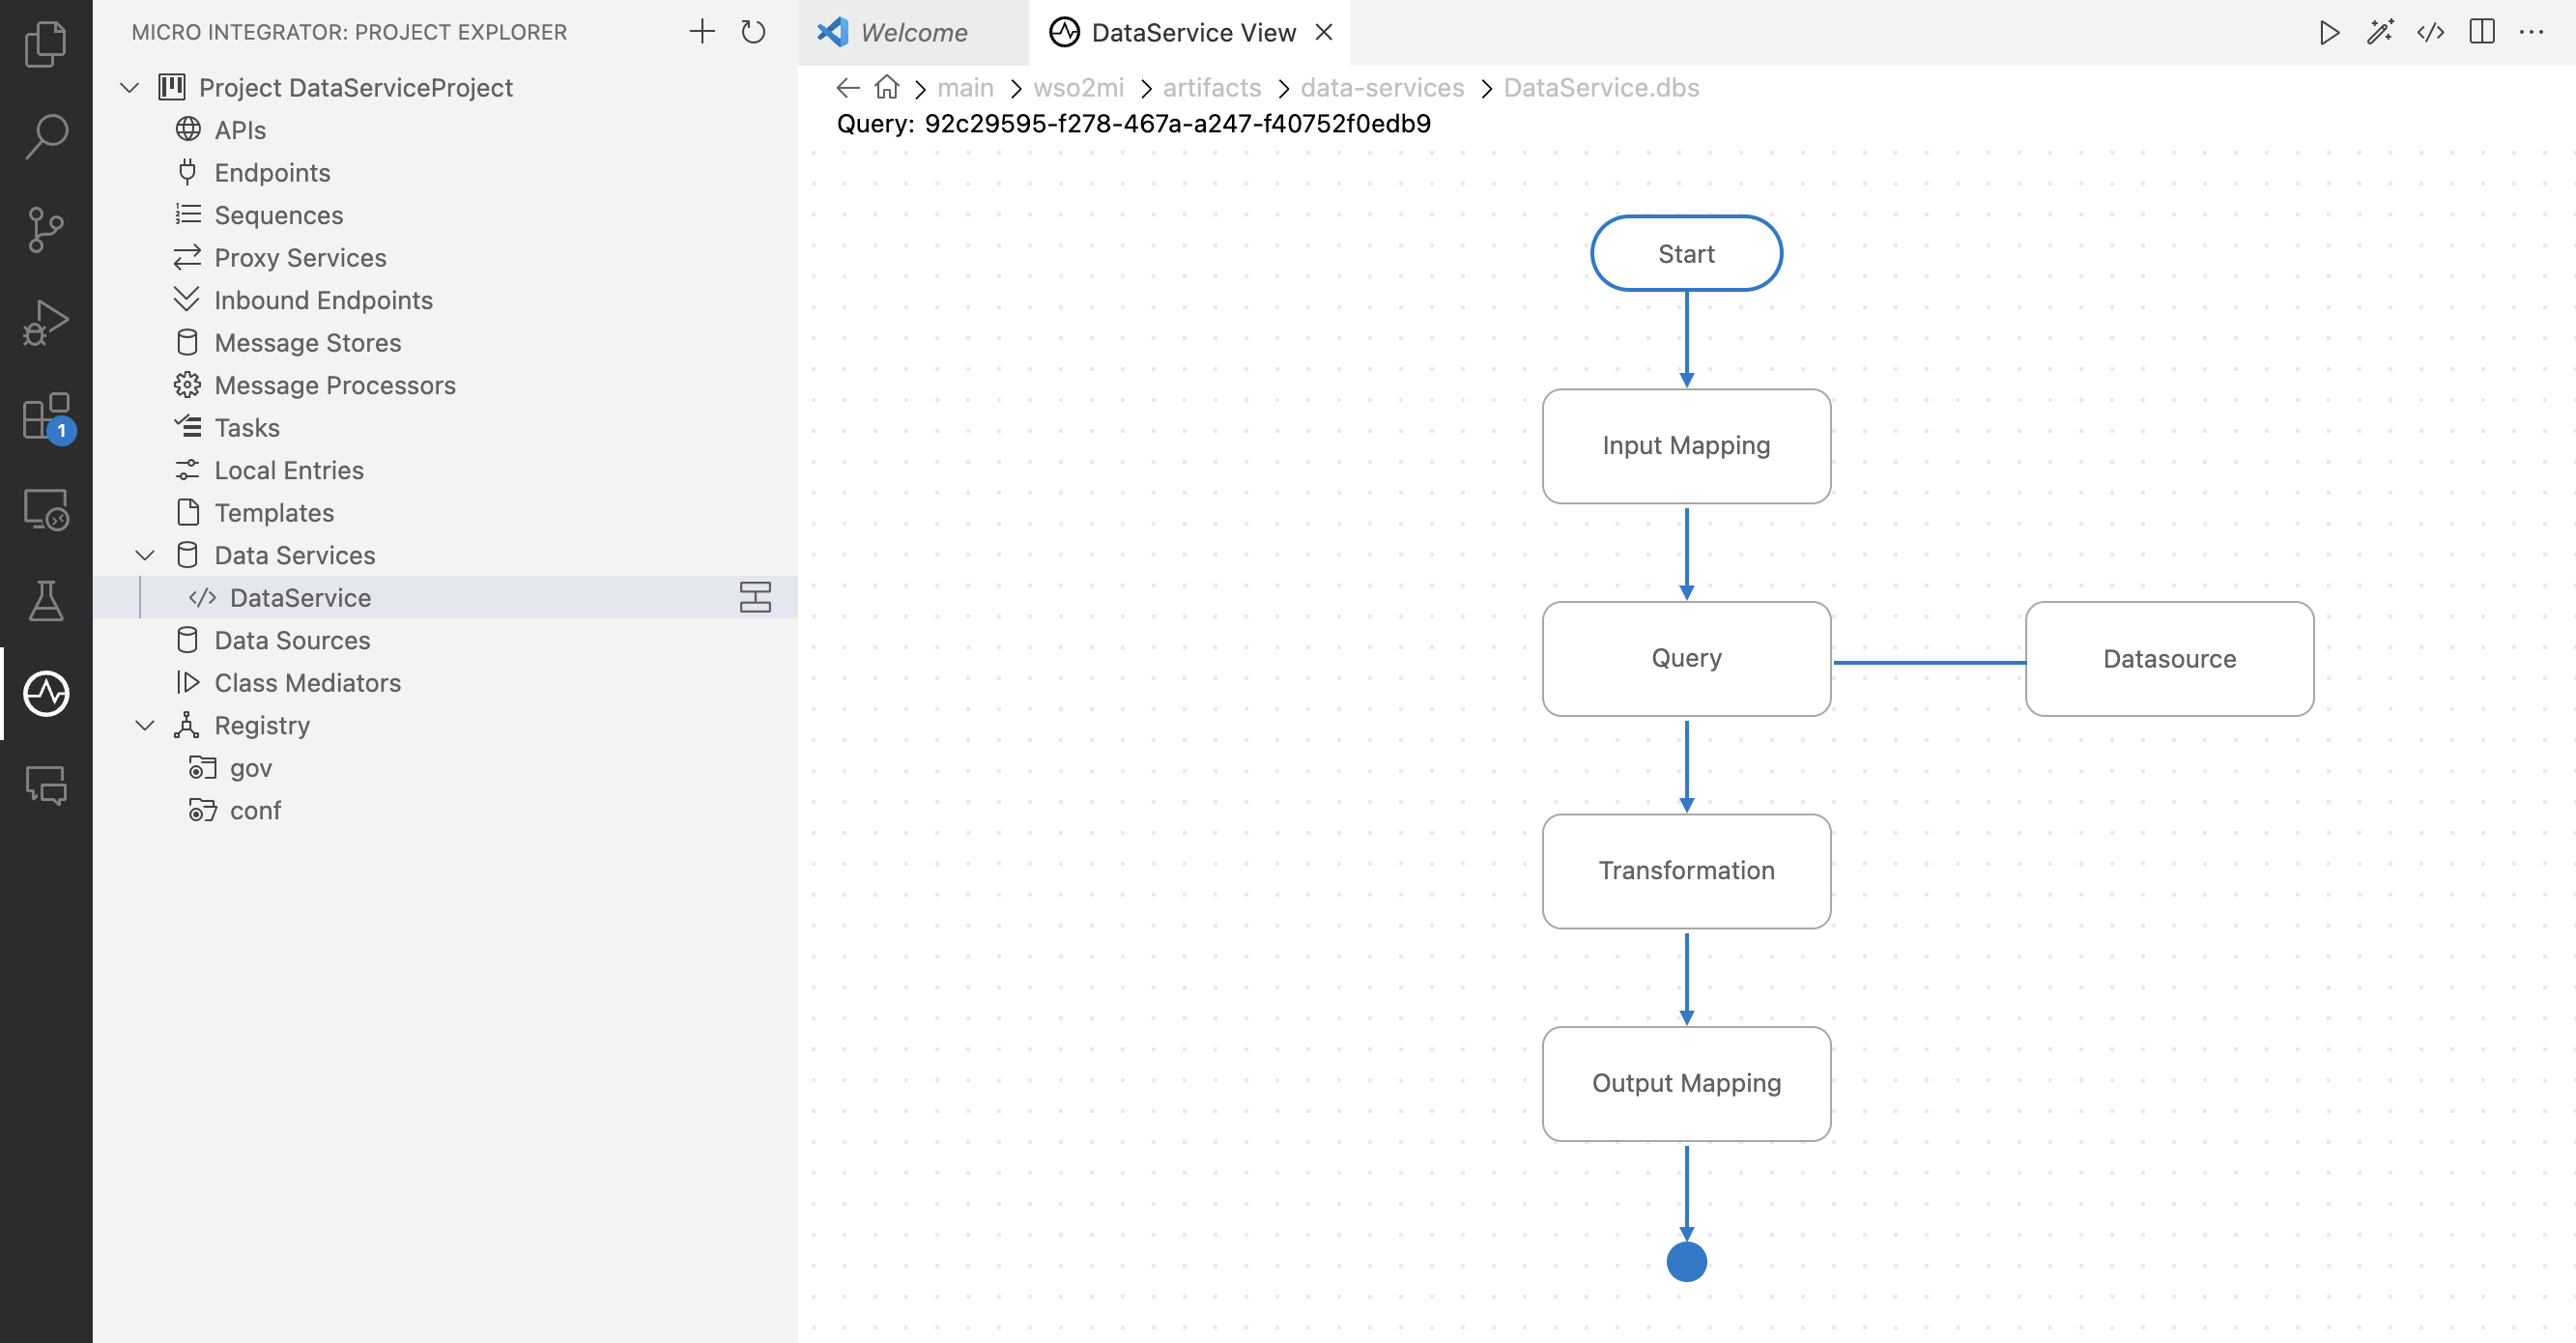 MICRO INTEGRATOR: PROJECT EXPLORER
Project DataServiceProject
APIs
Endpoints
Sequences
Proxy Services
Inbound Endpoints
Message Stores
Message Processors
Tasks
Local Entries
Templates
Data Services
DataService
Data Sources
Class Mediators
Registry
gov
conf
1
Welcome
DataService View
main > wso2mi > artifacts > data-services > DataService.dbs
Query: 92c29595-f278-467a-a247-f40752f0edb9
Start
Input Mapping
Query
Datasource
Transformation
Output Mapping